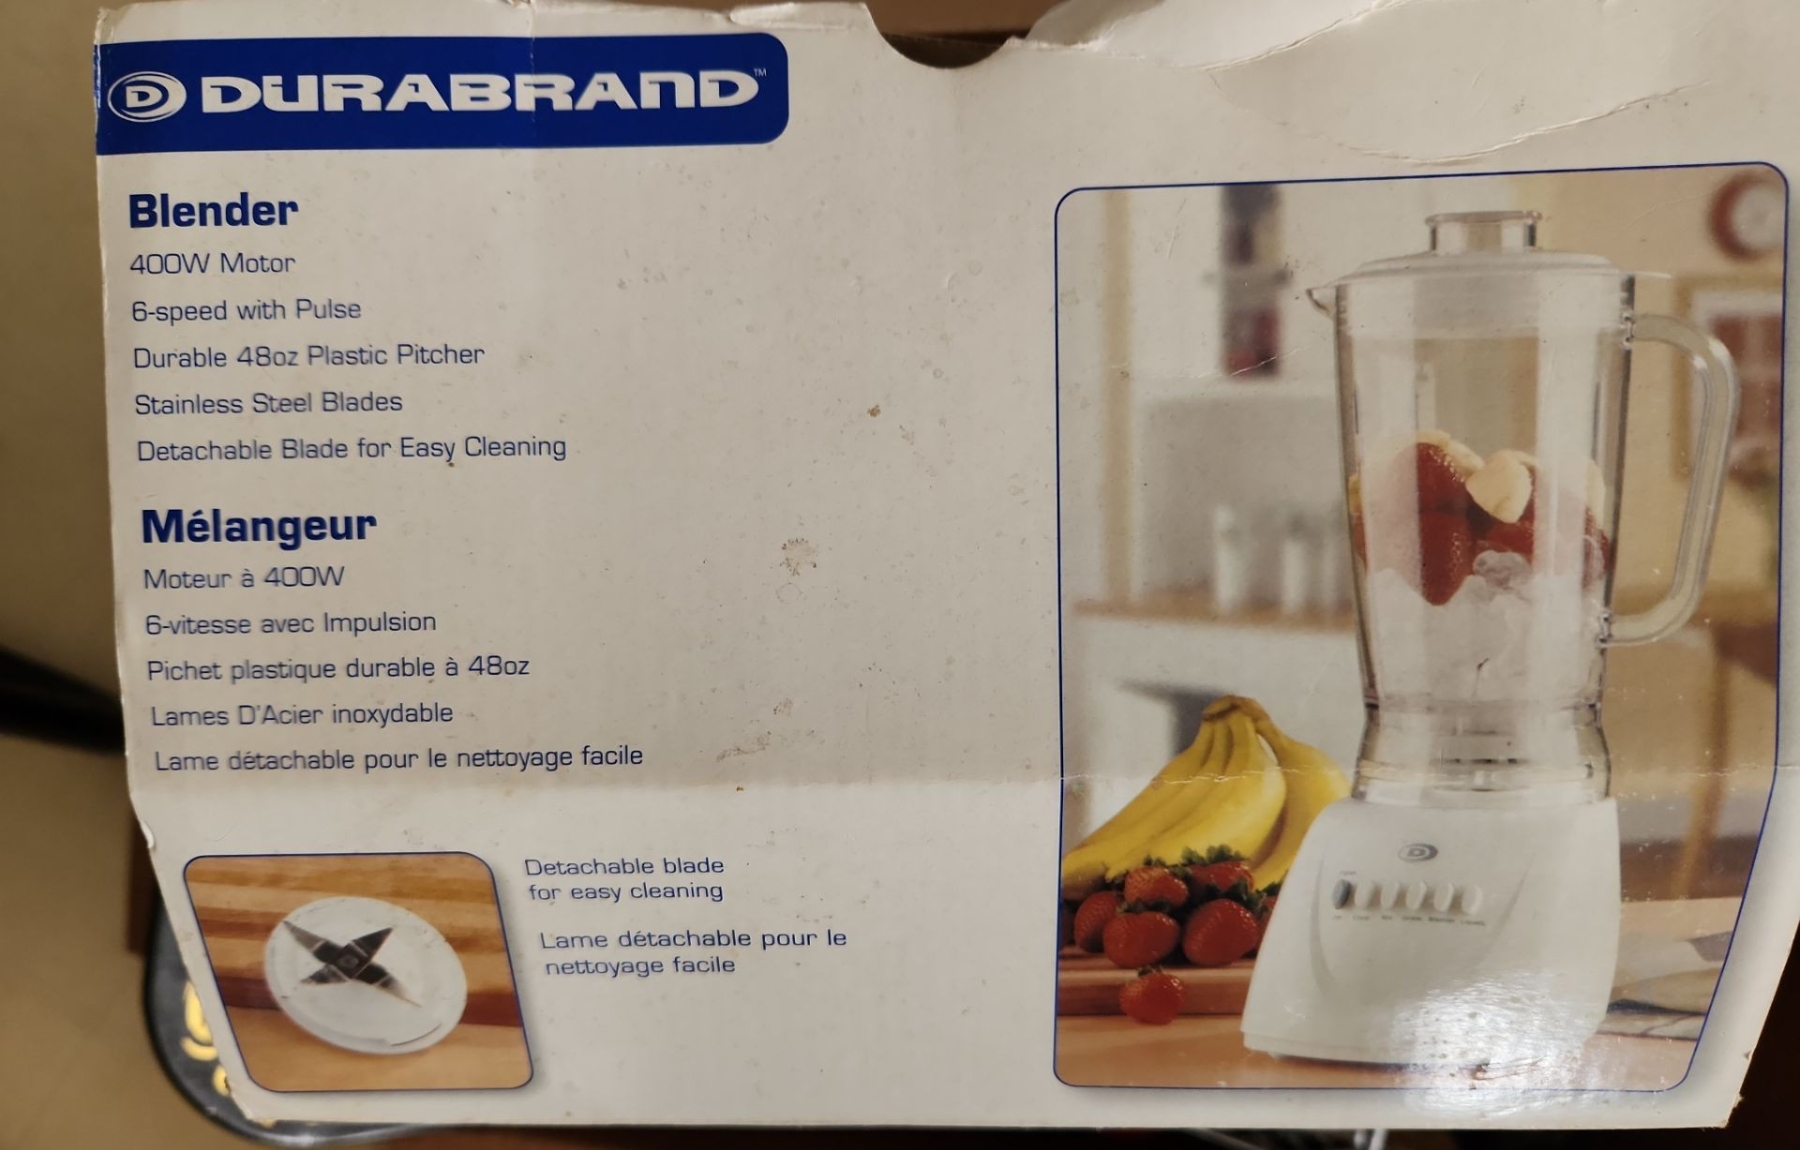 DURABRAND™
Blender
400W Motor
6-speed with Pulse
Durable 48oz Plastic Pitcher
Stainless Steel Blades
Detachable Blade for Easy Cleaning
Mélangeur
Moteur à 400W
6-vitesse avec Impulsion
Pichet plastique durable à 48oz
Lames D'Acier inoxydable
Lame détachable pour le nettoyage facile
Detachable blade
for easy cleaning
Lame détachable pour le
nettoyage facile